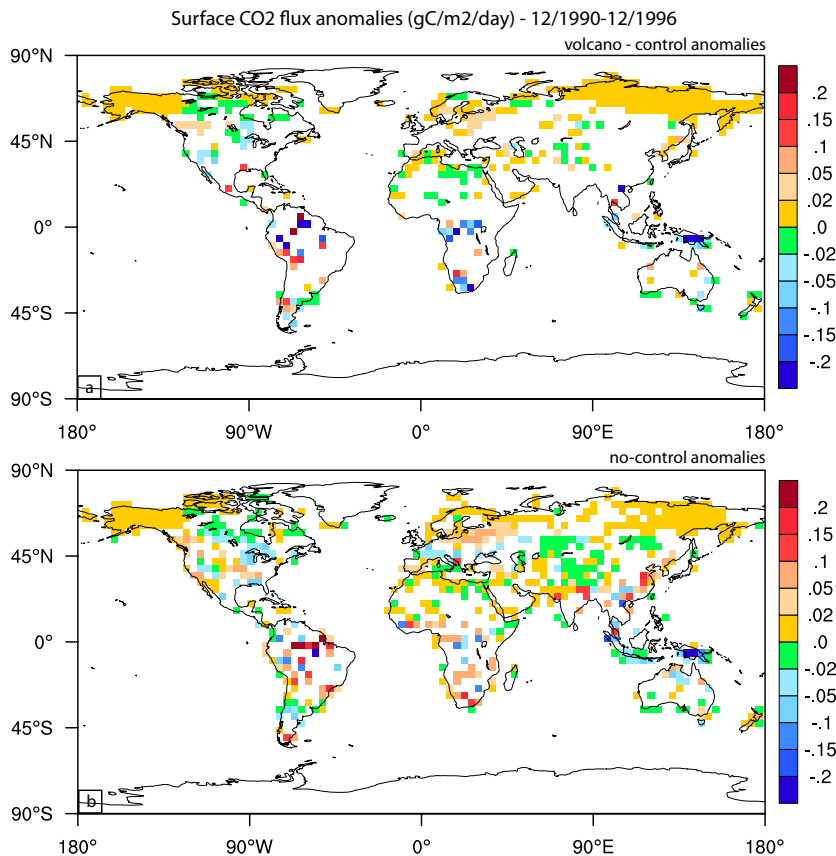 Surface CO2 flux anomalies (gC/m2/day) - 12/1990-12/1996
volcano - control anomalies
90°N
45°N
0°
45°S
90°S
a
180° 90°W 0° 90°E 180°
.2
.15
.1
.05
.02
.0
-.02
-.05
-.1
-.15
-.2
no-control anomalies
90°N
45°N
0°
45°S
90°S
b
180° 90°W 0° 90°E 180°
.2
.15
.1
.05
.02
.0
-.02
-.05
-.1
-.15
-.2